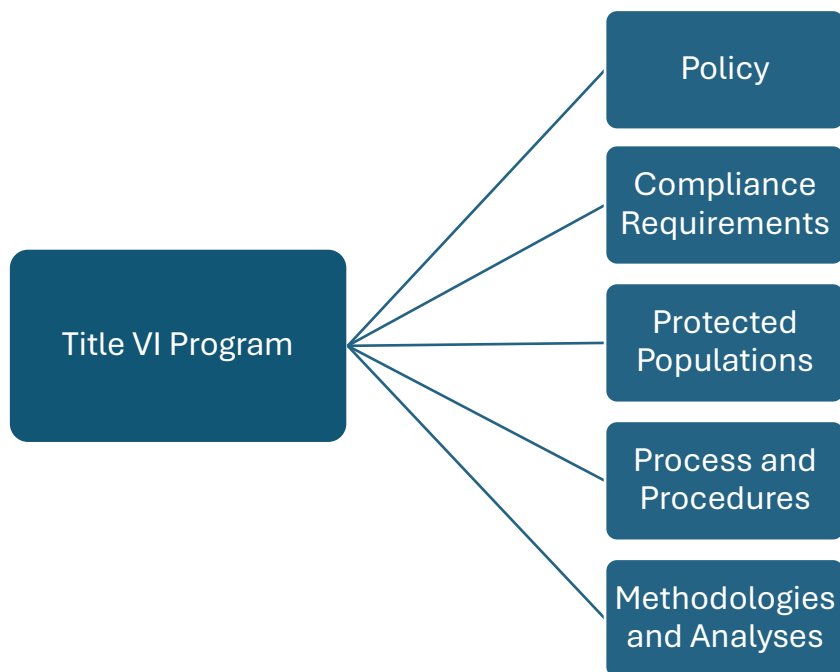 Title VI Program
Policy
Compliance
Requirements
Protected
Populations
Process and
Procedures
Methodologies
and Analyses